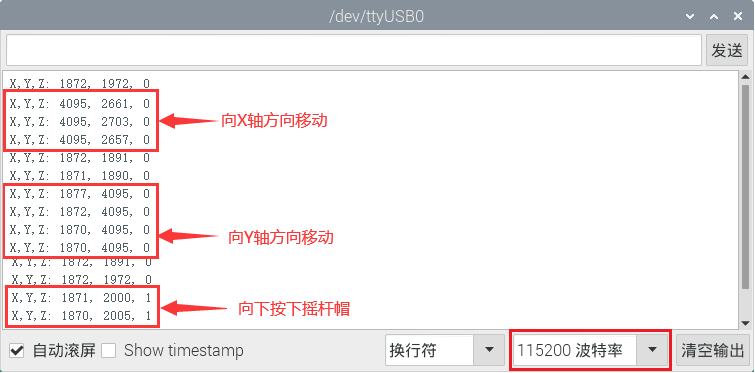 /dev/ttyUSB0
发送
X,Y,Z: 1872, 1972, 0
X,Y,Z: 4095, 2661, 0
X,Y,Z: 4095, 2703, 0
向X轴方向移动
X,Y,Z: 4095, 2657, 0
X,Y,Z: 1872, 1891, 0
X,Y,Z: 1871, 1890, 0
X,Y,Z: 1877, 4095, 0
X,Y,Z: 1872, 4095, 0
X,Y,Z: 1870, 4095, 0
向Y轴方向移动
X,Y,Z: 1870, 4095, 0
X,Y,Z: 1872, 1891, 0
X,Y,Z: 1872, 1972, 0
X,Y,Z: 1871, 2000, 1
向下按下摇杆帽
X,Y,Z: 1870, 2005, 1
自动滚屏 Show timestamp 换行符 115200 波特率 清空输出